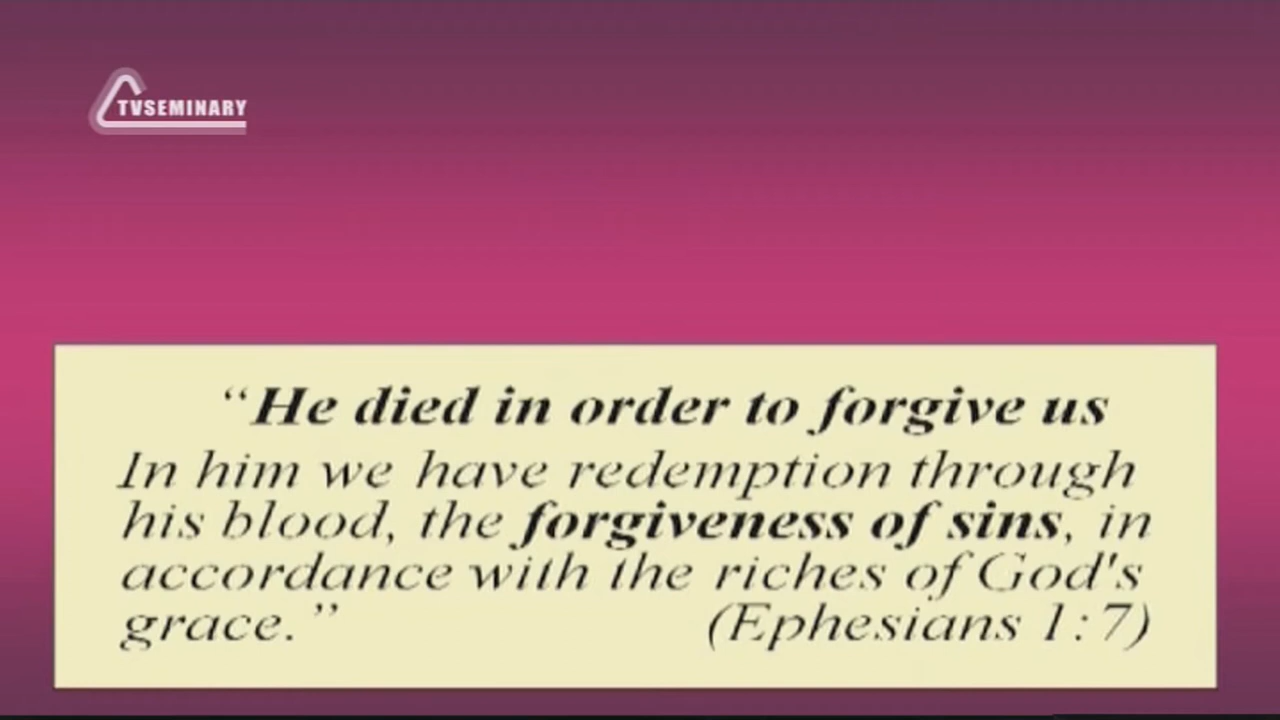 TVSEMINARY
“He died in order to forgive us
In him we have redemption through
his blood, the forgiveness of sins, in
accordance with the riches of God's
grace.” (Ephesians 1:7)